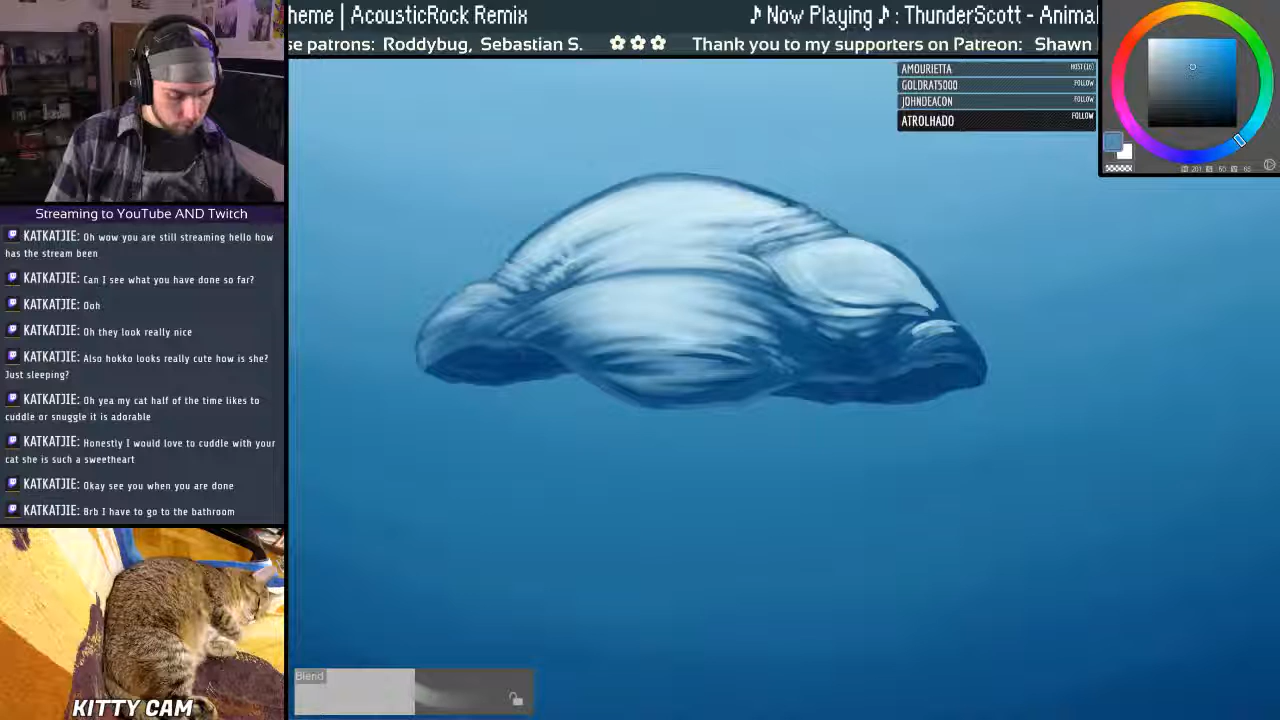 heme | AcousticRock Remix
♪ Now Playing ♪ : ThunderScott - Animal
se patrons:  Roddybug,  Sebastian S.   ✿ ✿ ✿   Thank you to my supporters on Patreon:  Shawn
AMOURIETTA HOST (16)
GOLDRAT5000 FOLLOW
JOHNDEACON FOLLOW
ATROLHADO FOLLOW
Streaming to YouTube AND Twitch
KATKATJIE: Oh wow you are still streaming hello how
has the stream been
KATKATJIE: Can I see what you have done so far?
KATKATJIE: Ooh
KATKATJIE: Oh they look really nice
KATKATJIE: Also hokko looks really cute how is she?
Just sleeping?
KATKATJIE: Oh yea my cat half of the time likes to
cuddle or snuggle it is adorable
KATKATJIE: Honestly I would love to cuddle with your
cat she is such a sweetheart
KATKATJIE: Okay see you when you are done
KATKATJIE: Brb I have to go to the bathroom
Blend
KITTY CAM